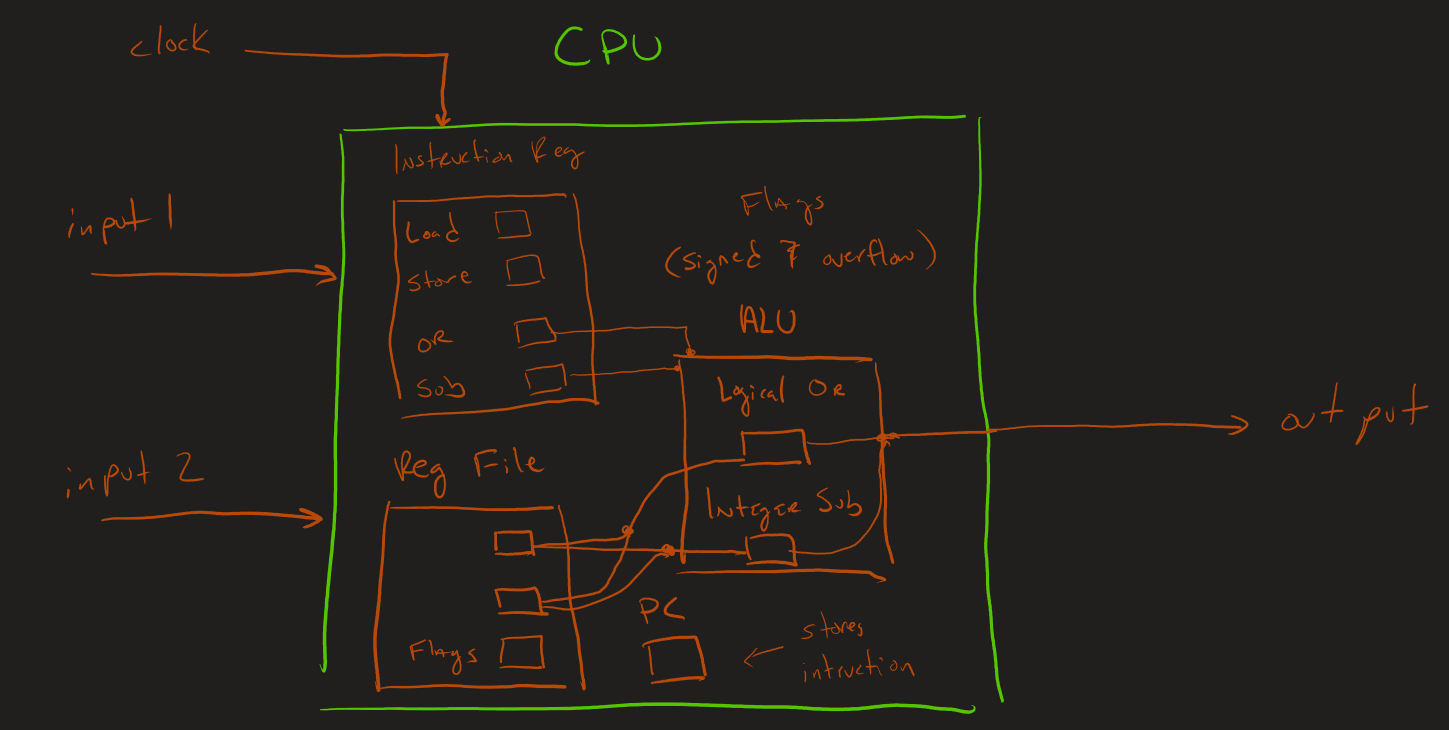 CPU
clock
Instruction Reg
input 1
Load
Store
OR
Sub
Flags
(signed & overflow)
ALU
Logical OR
Integer Sub
input 2
Reg File
Flags
PC
stores
intruction
output